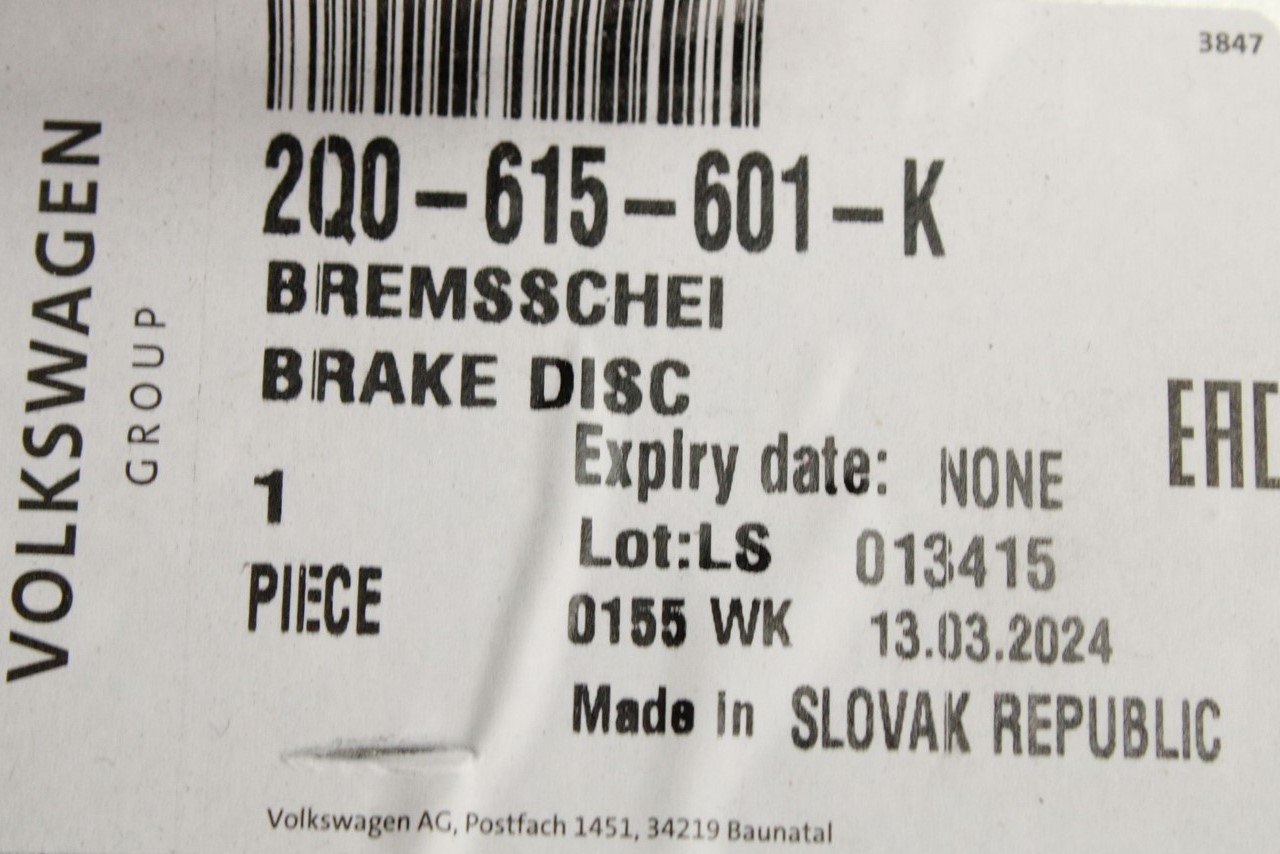 3847
VOLKSWAGEN
GROUP
2Q0-615-601-K
BREMSSCHEI
BRAKE DISC
Expiry date: NONE
EAC
1
Lot:LS 013415
PIECE
0155 WK 13.03.2024
Made in SLOVAK REPUBLIC
Volkswagen AG, Postfach 1451, 34219 Baunatal